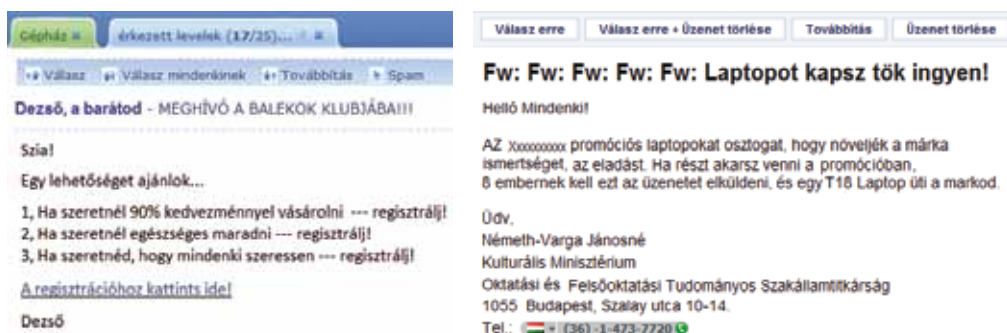 Gépház
érkezett levelek (17/25)...
Válasz Válasz mindenkinek Továbbítás Spam
Dezső, a barátod - MEGHÍVÓ A BALEKOK KLUBJÁBA!!!
Szia!
Egy lehetőséget ajánlok...
1, Ha szeretnél 90% kedvezménnyel vásárolni --- regisztrálj!
2, Ha szeretnél egészséges maradni --- regisztrálj!
3, Ha szeretnéd, hogy mindenki szeressen --- regisztrálj!
A regisztrációhoz kattints ide!
Dezső
Válasz erre Válasz erre + Üzenet törlése Továbbítás Üzenet törlése
Fw: Fw: Fw: Fw: Fw: Laptopot kapsz tök ingyen!
Helló Mindenki!
AZ Xxxxxxxxxx promóciós laptopokat osztogat, hogy növeljék a márka
ismertségét, az eladást. Ha részt akarsz venni a promócióban,
8 embernek kell ezt az üzenetet elküldeni, és egy T18 Laptop üti a markod.
Üdv,
Németh-Varga Jánosné
Kulturális Minisztérium
Oktatási és Felsőoktatási Tudományos Szakállamtitkárság
1055 Budapest, Szalay utca 10-14.
Tel.: (36)-1-473-7720